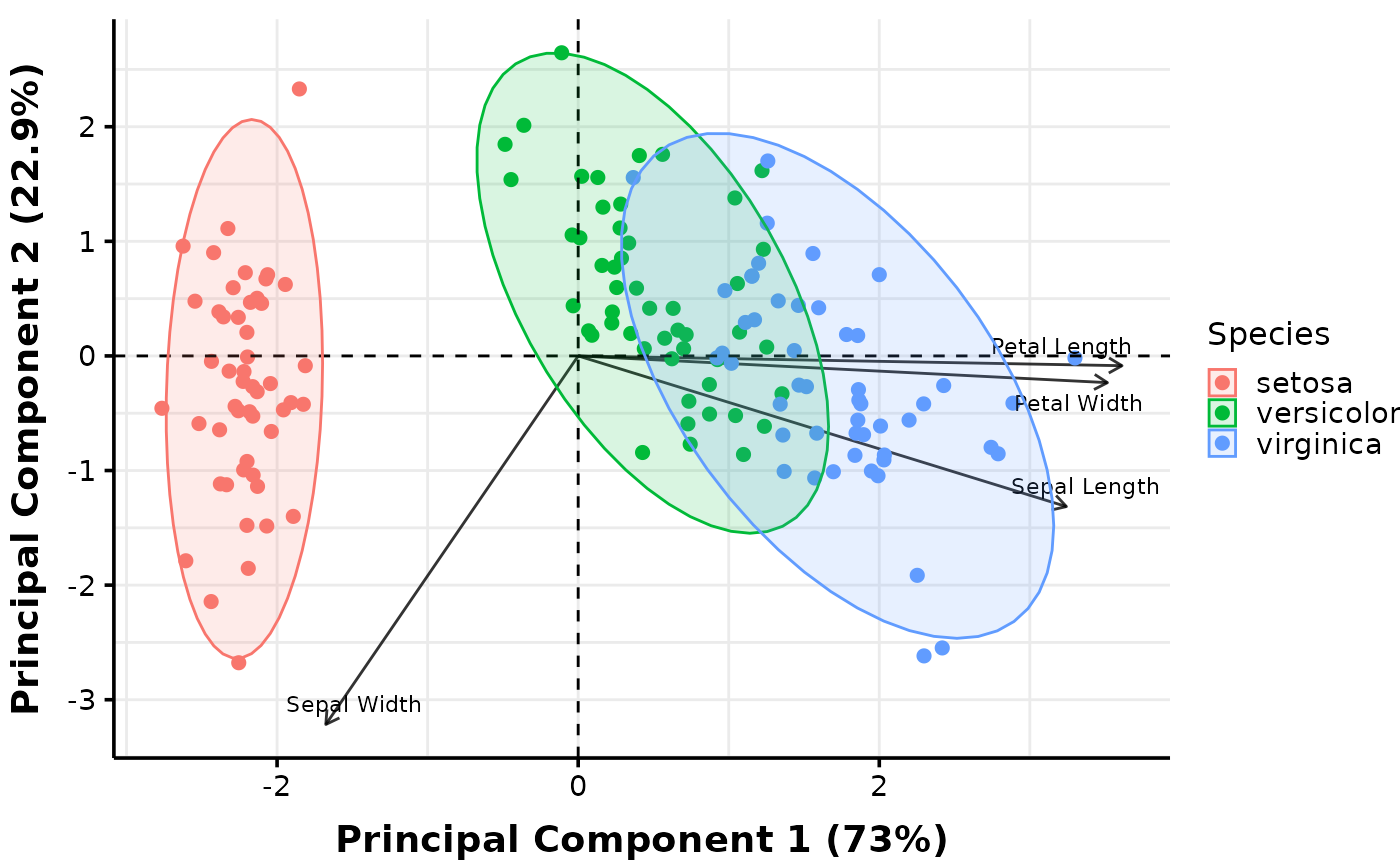 Principal Component 2 (22.9%)
2
1
0
-1
-2
-3
Petal Length
Petal Width
Sepal Length
Sepal Width
-2
0
2
Principal Component 1 (73%)
Species
setosa
versicolor
virginica